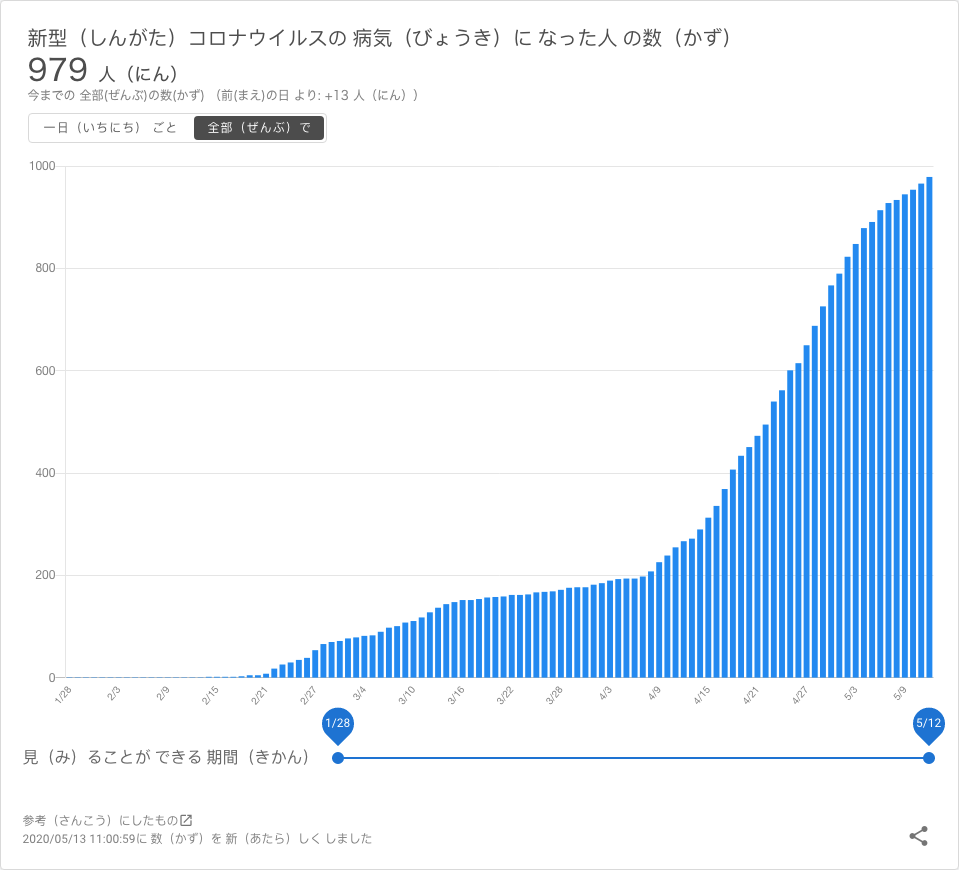 新型（しんがた）コロナウイルスの 病気（びょうき）に なった人 の数（かず）
979 人（にん）
今までの 全部(ぜんぶ)の数(かず) （前(まえ)の日 より: +13 人（にん））
一日（いちにち） ごと 全部（ぜんぶ）で
1000
800
600
400
200
0
1/28 2/3 2/9 2/15 2/21 2/27 3/4 3/10 3/16 3/22 3/28 4/3 4/9 4/15 4/21 4/27 5/3 5/9
1/28 5/12
見（み）ることが できる 期間（きかん）
参考（さんこう）にしたもの
2020/05/13 11:00:59に 数（かず）を 新（あたら）しく しました